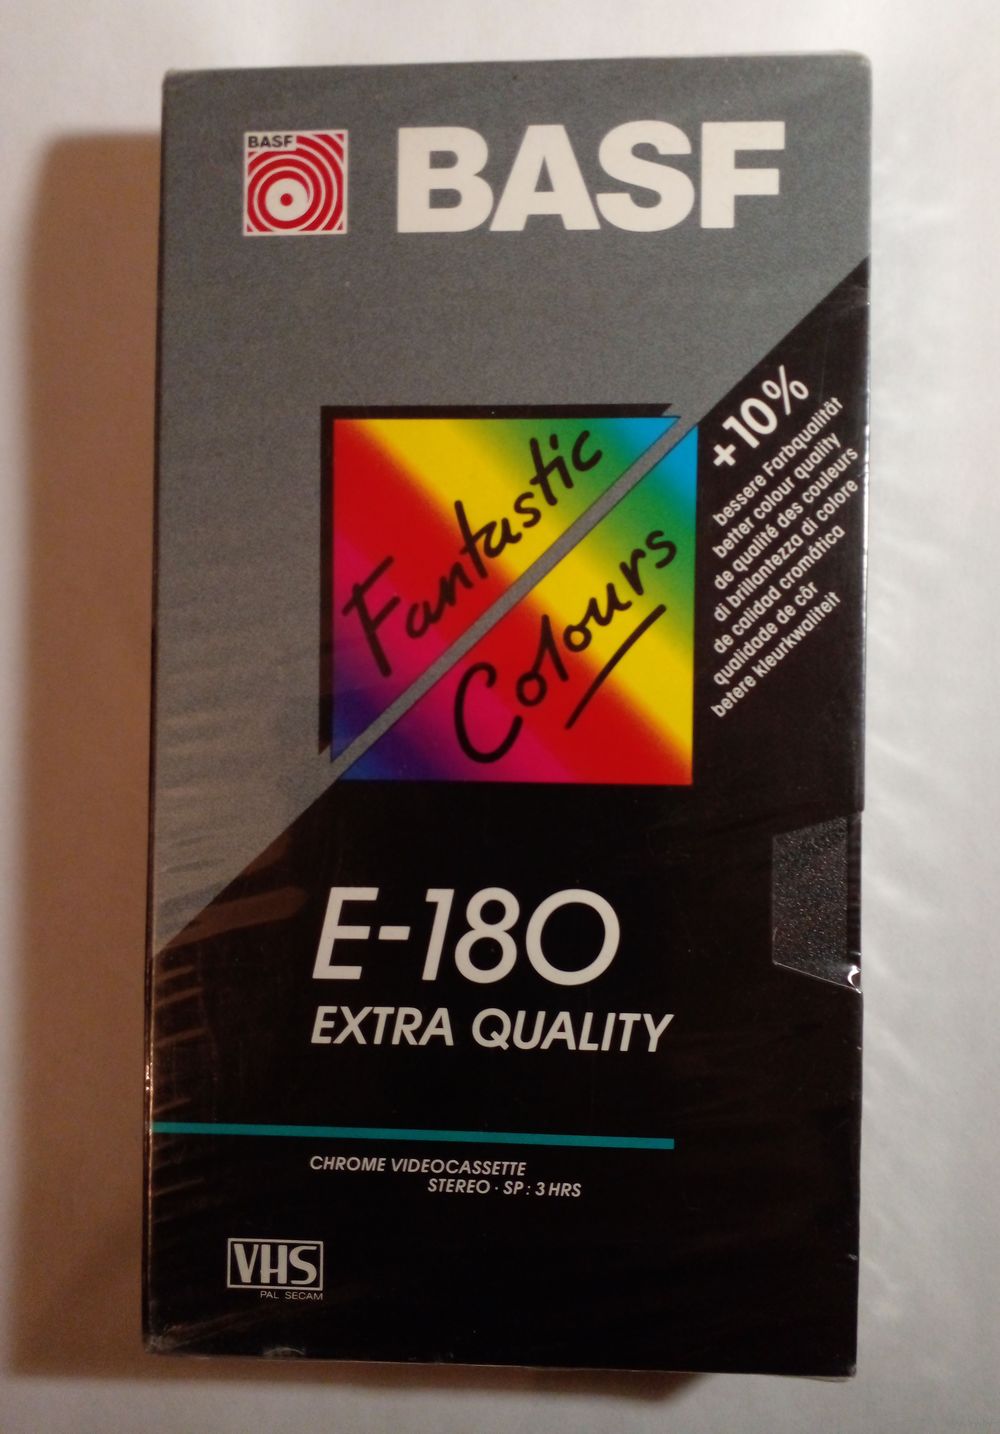 BASF
BASF
+10%
bessere Farbqualität
better colour quality
de qualité des couleurs
di brillantezza di colore
de calidad cromática
qualidade de côr
betere kleurkwaliteit
Fantastic
Colours
E-180
EXTRA QUALITY
CHROME VIDEOCASSETTE
STEREO · SP: 3 HRS
VHS
PAL SECAM